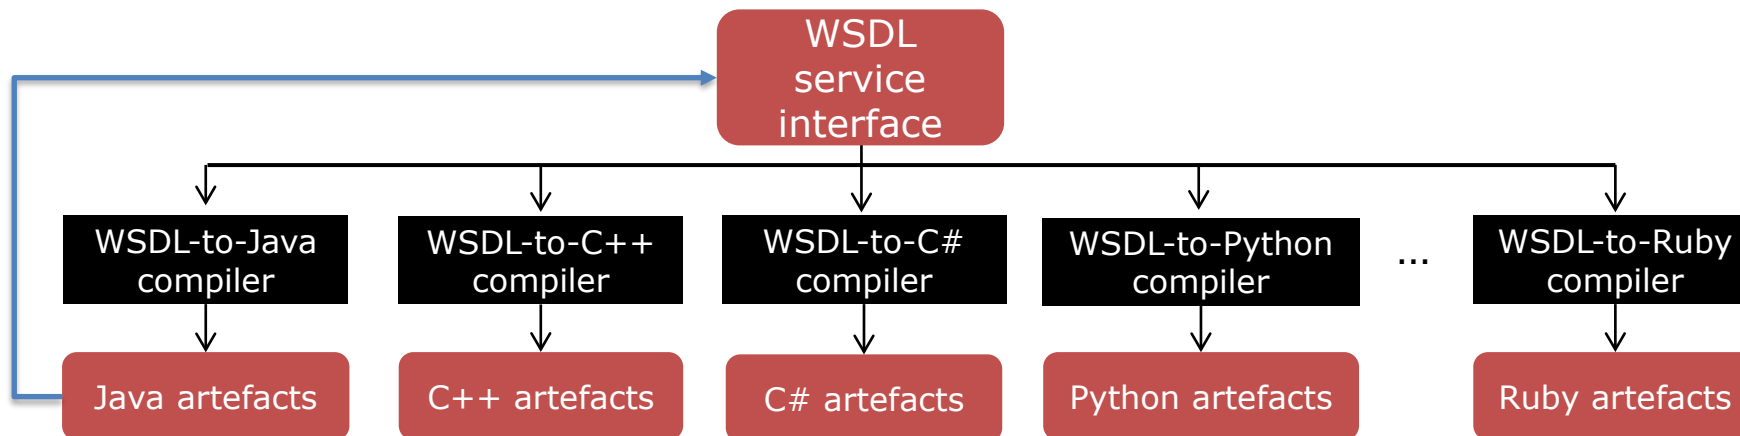 WSDL
service
interface
WSDL-to-Java
compiler
WSDL-to-C++
compiler
WSDL-to-C#
compiler
WSDL-to-Python
compiler
...
WSDL-to-Ruby
compiler
Java artefacts
C++ artefacts
C# artefacts
Python artefacts
Ruby artefacts